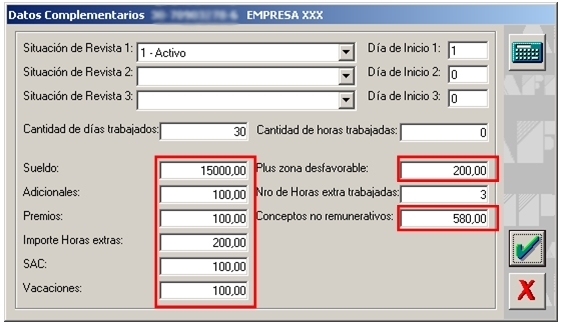 Datos Complementarios EMPRESA XXX
Situación de Revista 1: 1 - Activo Día de Inicio 1: 1
Situación de Revista 2: Día de Inicio 2: 0
Situación de Revista 3: Día de Inicio 3: 0
Cantidad de días trabajados: 30 Cantidad de horas trabajadas: 0
Sueldo: 15000,00 Plus zona desfavorable: 200,00
Adicionales: 100,00 Nro de Horas extra trabajadas: 3
Premios: 100,00 Conceptos no remunerativos: 580,00
Importe Horas extras: 200,00
SAC: 100,00
Vacaciones: 100,00